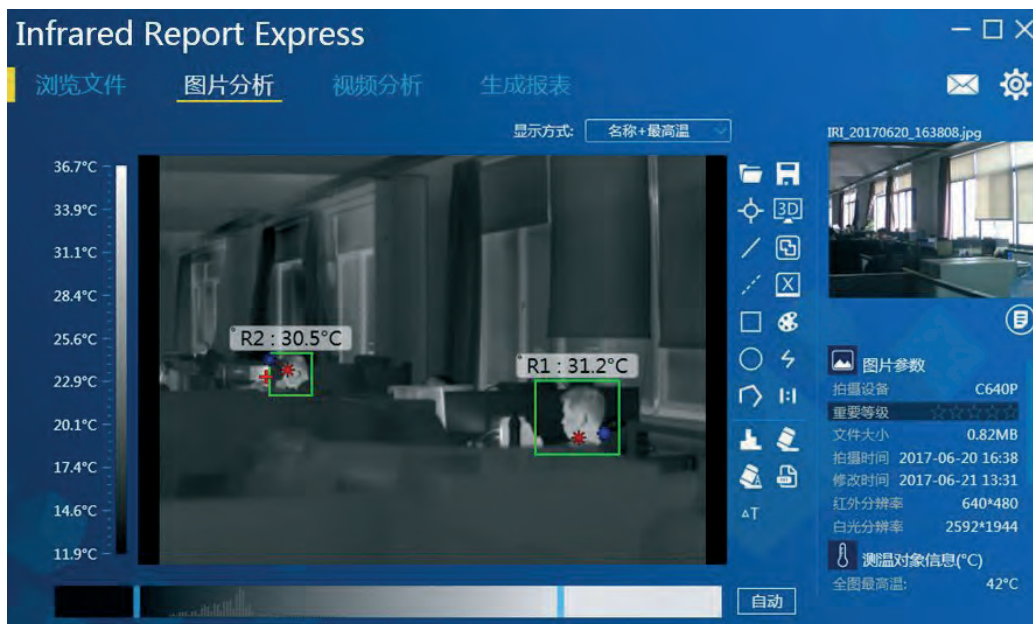 Infrared Report Express
浏览文件 图片分析 视频分析 生成报表
显示方式: 名称+最高温
IRI_20170620_163808.jpg
36.7°C
33.9°C
31.1°C
28.4°C
25.6°C
22.9°C
20.1°C
17.4°C
14.6°C
11.9°C
R2 : 30.5°C
R1 : 31.2°C
3D
X
1:1
ΔT
自动
图片参数
拍摄设备 C640P
重要等级
文件大小 0.82MB
拍摄时间 2017-06-20 16:38
修改时间 2017-06-21 13:31
红外分辨率 640*480
白光分辨率 2592*1944
测温对象信息(°C)
全图最高温: 42°C